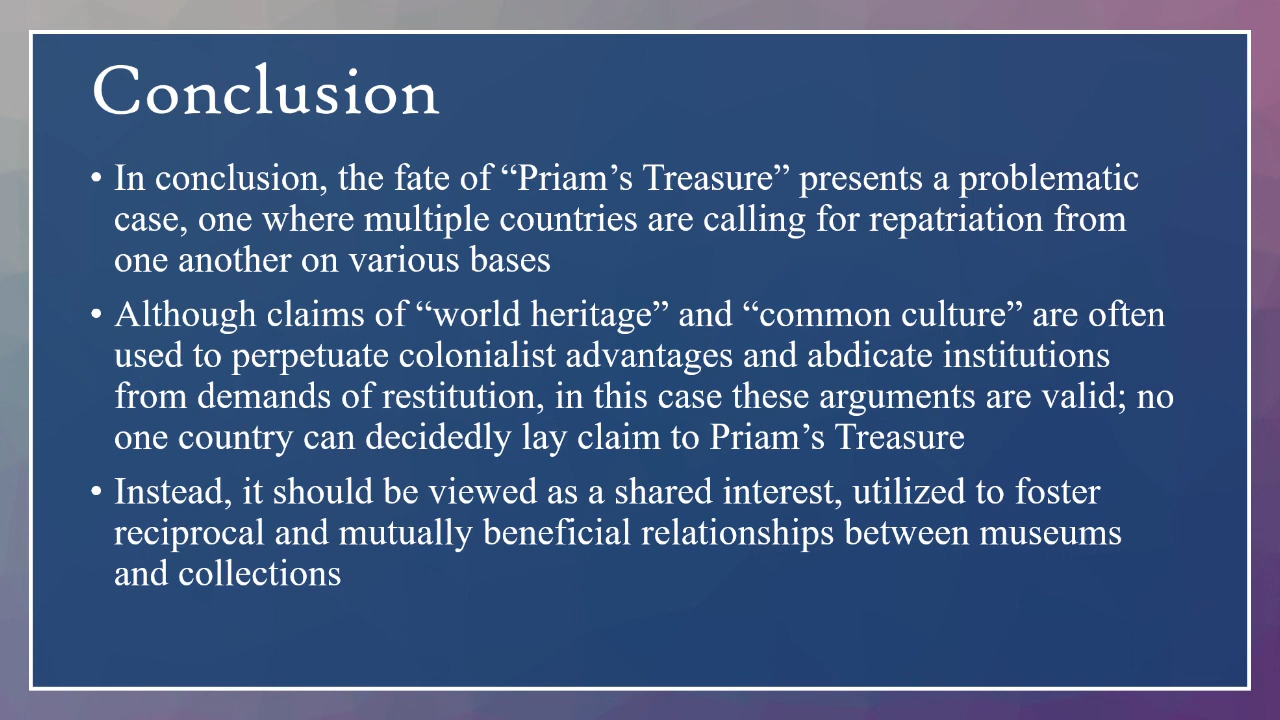 Conclusion
• In conclusion, the fate of “Priam’s Treasure” presents a problematic
case, one where multiple countries are calling for repatriation from
one another on various bases
• Although claims of “world heritage” and “common culture” are often
used to perpetuate colonialist advantages and abdicate institutions
from demands of restitution, in this case these arguments are valid; no
one country can decidedly lay claim to Priam’s Treasure
• Instead, it should be viewed as a shared interest, utilized to foster
reciprocal and mutually beneficial relationships between museums
and collections